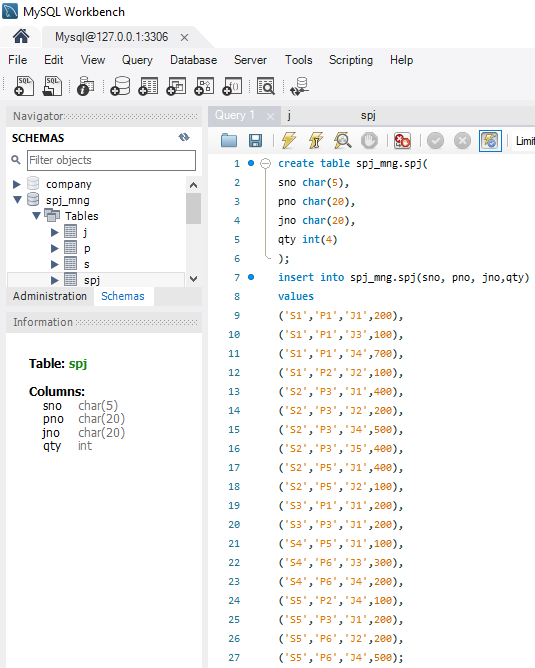 MySQL Workbench
Mysql@127.0.0.1:3306 ×
File Edit View Query Database Server Tools Scripting Help
Navigator
SCHEMAS
Filter objects
company
spj_mng
Tables
j
p
s
spj
Administration Schemas
Information
Table: spj
Columns:
sno char(5)
pno char(20)
jno char(20)
qty int
Query 1 × j spj
Limit
1 create table spj_mng.spj(
2 sno char(5),
3 pno char(20),
4 jno char(20),
5 qty int(4)
6 );
7 insert into spj_mng.spj(sno, pno, jno,qty)
8 values
9 ('S1','P1','J1',200),
10 ('S1','P1','J3',100),
11 ('S1','P1','J4',700),
12 ('S1','P2','J2',100),
13 ('S2','P3','J1',400),
14 ('S2','P3','J2',200),
15 ('S2','P3','J4',500),
16 ('S2','P3','J5',400),
17 ('S2','P5','J1',400),
18 ('S2','P5','J2',100),
19 ('S3','P1','J1',200),
20 ('S3','P3','J1',200),
21 ('S4','P5','J1',100),
22 ('S4','P6','J3',300),
23 ('S4','P6','J4',200),
24 ('S5','P2','J4',100),
25 ('S5','P3','J1',200),
26 ('S5','P6','J2',200),
27 ('S5','P6','J4',500);